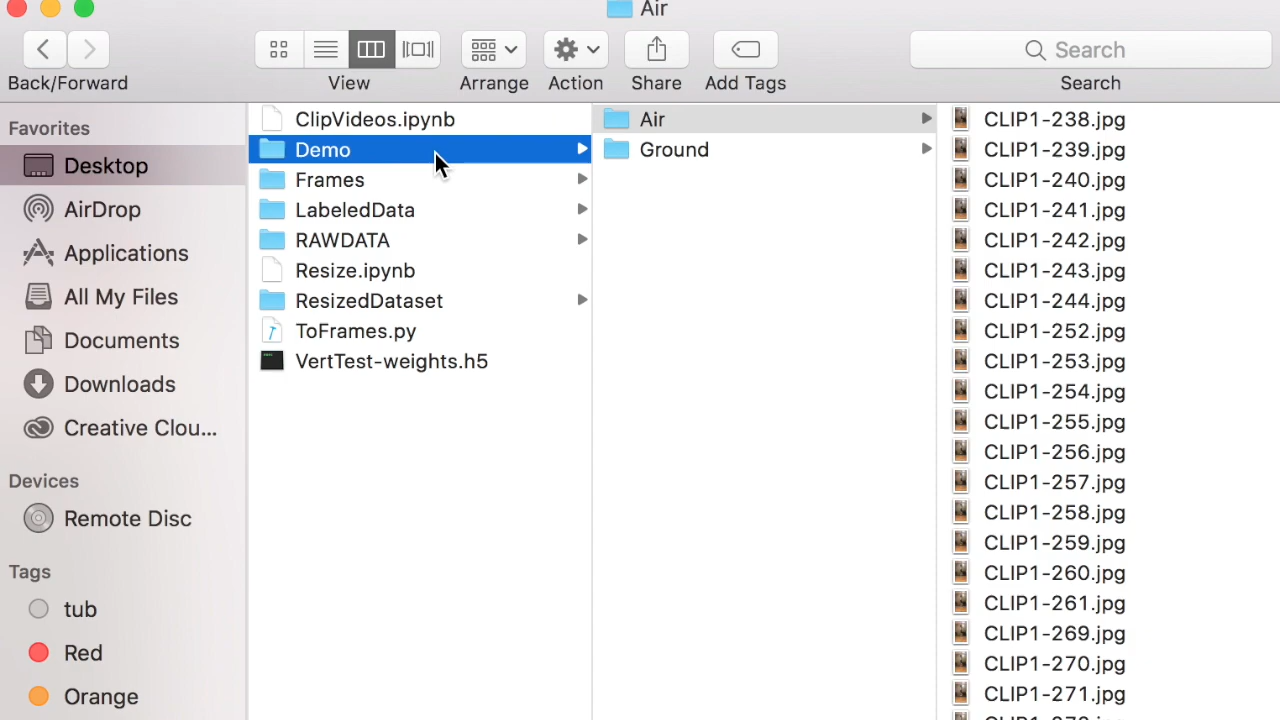 Air
Back/Forward
View
Arrange
Action
Share
Add Tags
Search
Search
Favorites
Desktop
AirDrop
Applications
All My Files
Documents
Downloads
Creative Clou...
Devices
Remote Disc
Tags
tub
Red
Orange
ClipVideos.ipynb
Demo
Frames
LabeledData
RAWDATA
Resize.ipynb
ResizedDataset
ToFrames.py
VertTest-weights.h5
Air
Ground
CLIP1-238.jpg
CLIP1-239.jpg
CLIP1-240.jpg
CLIP1-241.jpg
CLIP1-242.jpg
CLIP1-243.jpg
CLIP1-244.jpg
CLIP1-252.jpg
CLIP1-253.jpg
CLIP1-254.jpg
CLIP1-255.jpg
CLIP1-256.jpg
CLIP1-257.jpg
CLIP1-258.jpg
CLIP1-259.jpg
CLIP1-260.jpg
CLIP1-261.jpg
CLIP1-269.jpg
CLIP1-270.jpg
CLIP1-271.jpg